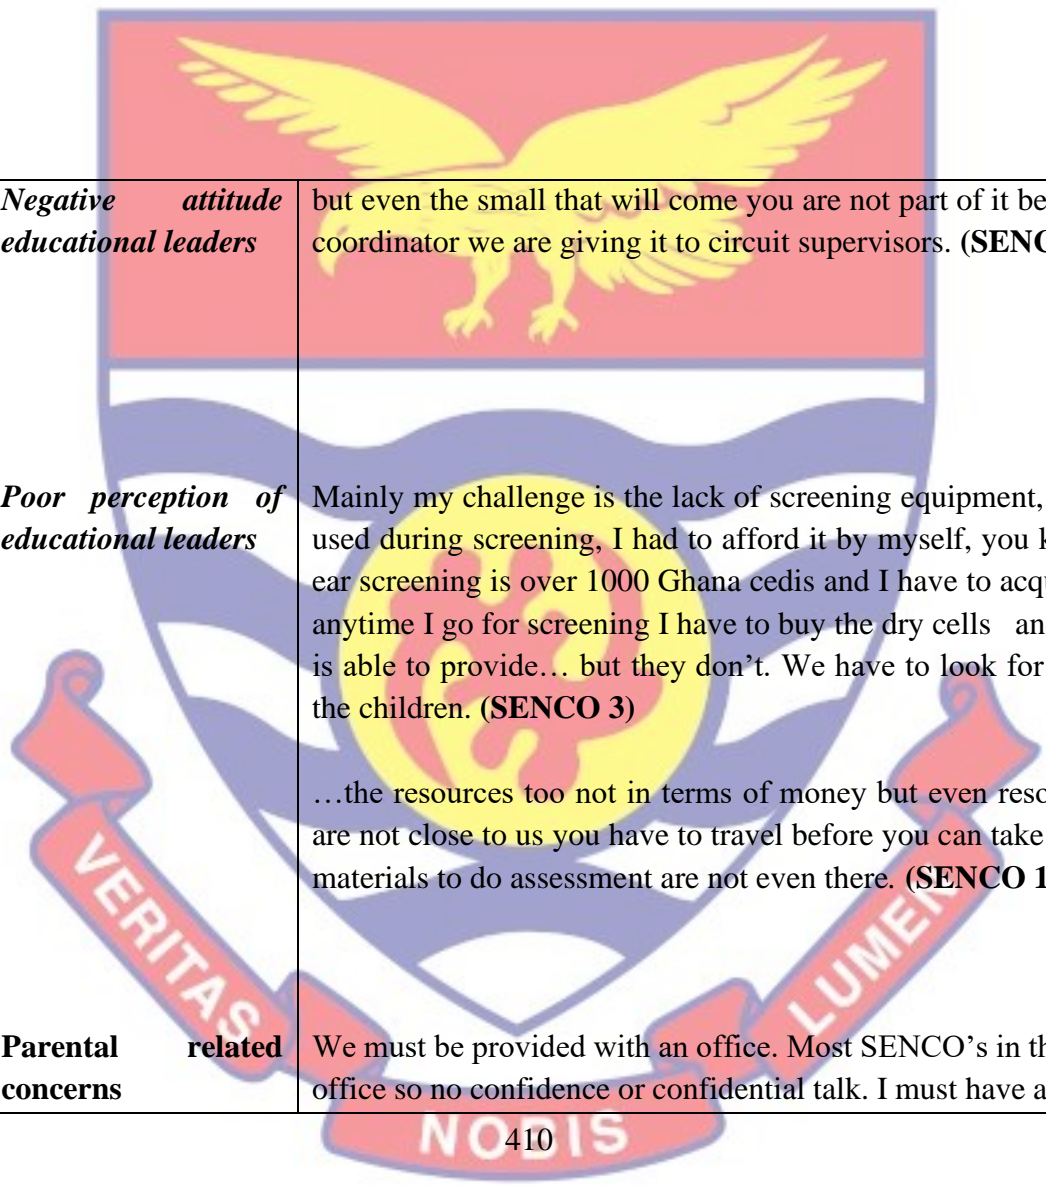 Negative attitude
educational leaders
but even the small that will come you are not part of it be
coordinator we are giving it to circuit supervisors. (SENC
Poor perception of
educational leaders
Mainly my challenge is the lack of screening equipment,
used during screening, I had to afford it by myself, you k
ear screening is over 1000 Ghana cedis and I have to acqu
anytime I go for screening I have to buy the dry cells an
is able to provide… but they don’t. We have to look for
the children. (SENCO 3)
…the resources too not in terms of money but even reso
are not close to us you have to travel before you can take
materials to do assessment are not even there. (SENCO 1
Parental related
concerns
We must be provided with an office. Most SENCO’s in th
office so no confidence or confidential talk. I must have a
VERITAS
NOBIS
LUMEN
410